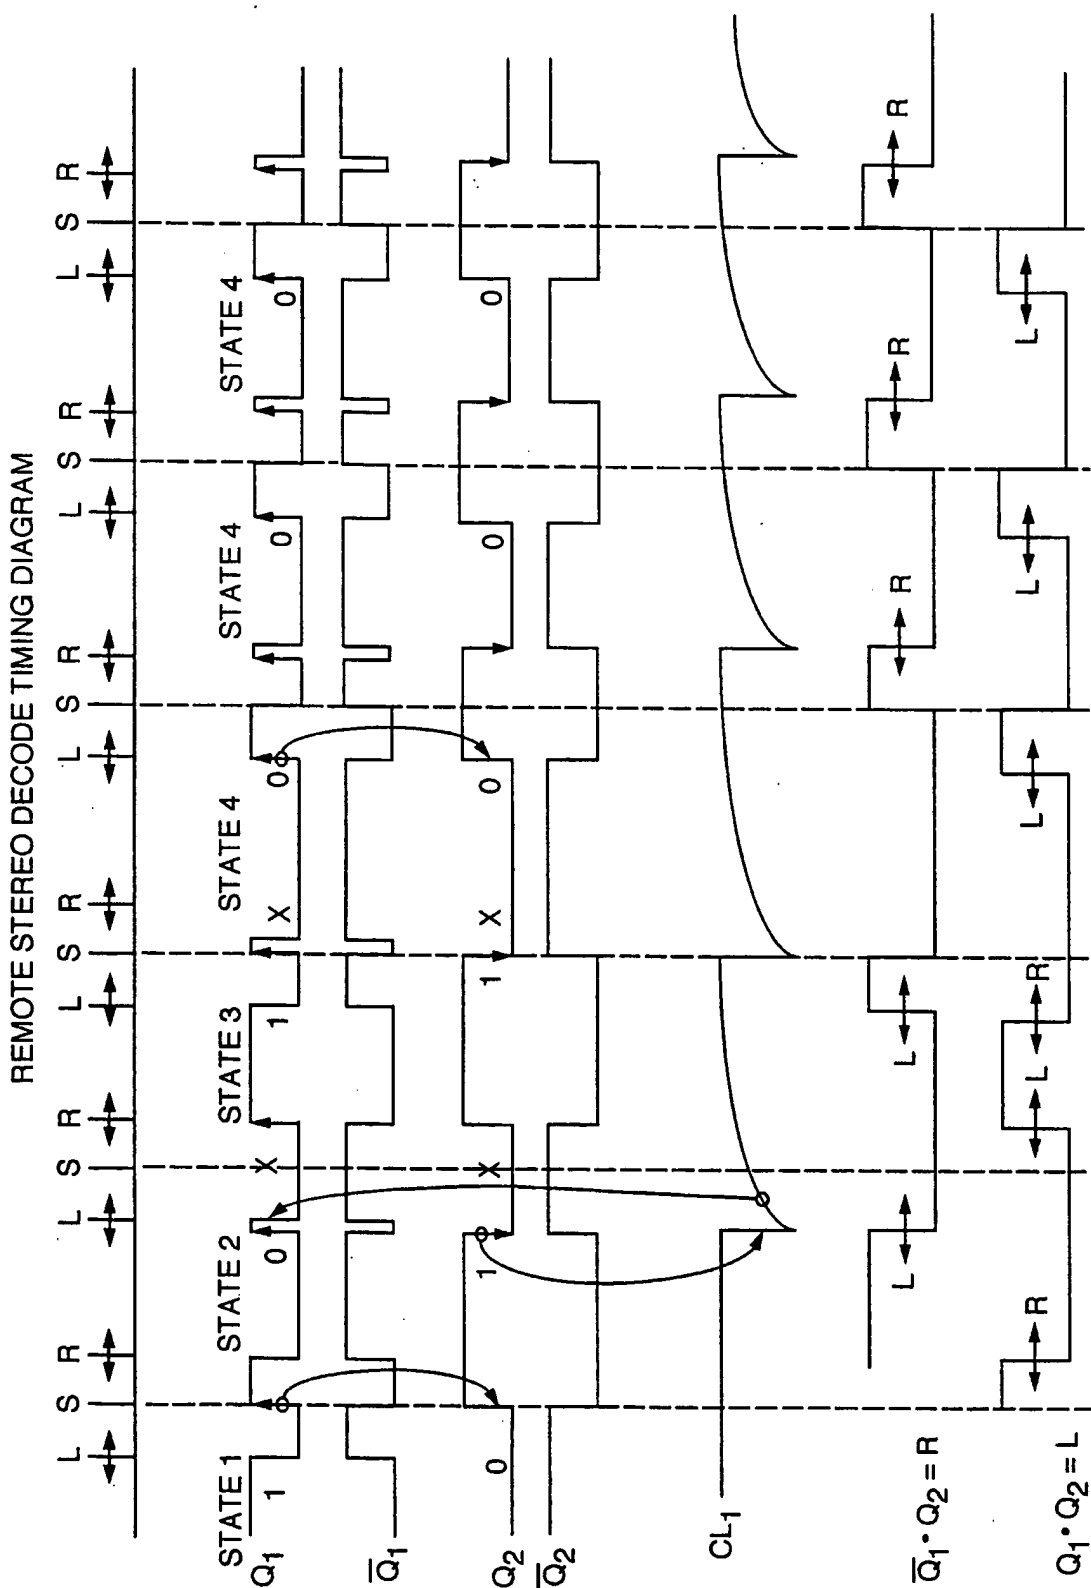 REMOTE STEREO DECODE TIMING DIAGRAM
L S R L S R L S R L S R L S R
STATE 1 STATE 2 STATE 3 STATE 4 STATE 4 STATE 4
Q₁ 1 0 X 1 X 0 0 0
Q̅₁
Q₂ 0 1 X 1 X 0 0 0
Q̅₂
CL₁
Q̅₁ • Q₂ = R L L R R R
Q₁ • Q₂ = L R L R L L L